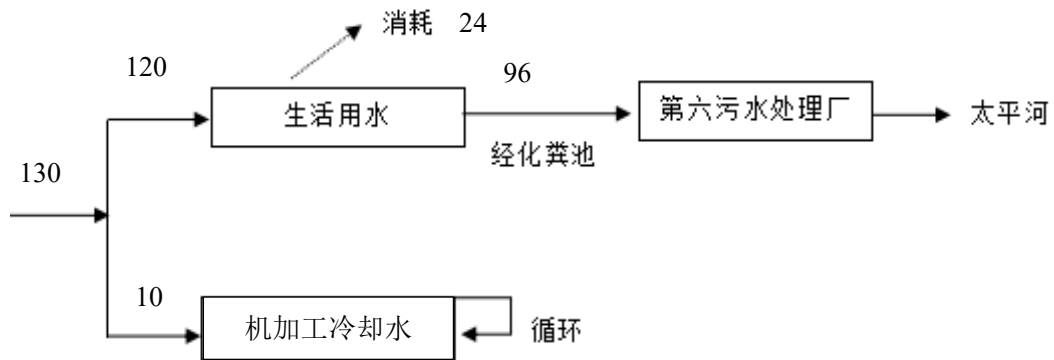 消耗 24
120
96
生活用水
第六污水处理厂
太平河
经化粪池
130
10
机加工冷却水
循环